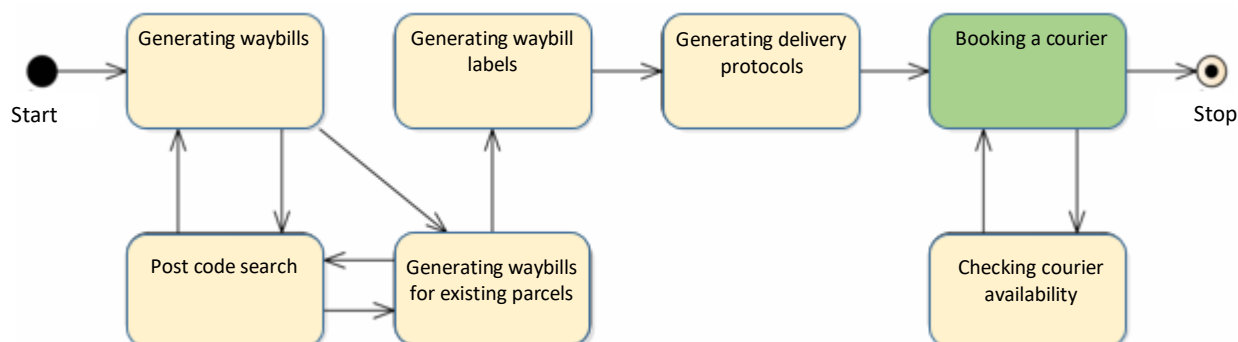 Generating waybills
Generating waybill
labels
Generating delivery
protocols
Booking a courier
Start
Stop
Post code search
Generating waybills
for existing parcels
Checking courier
availability